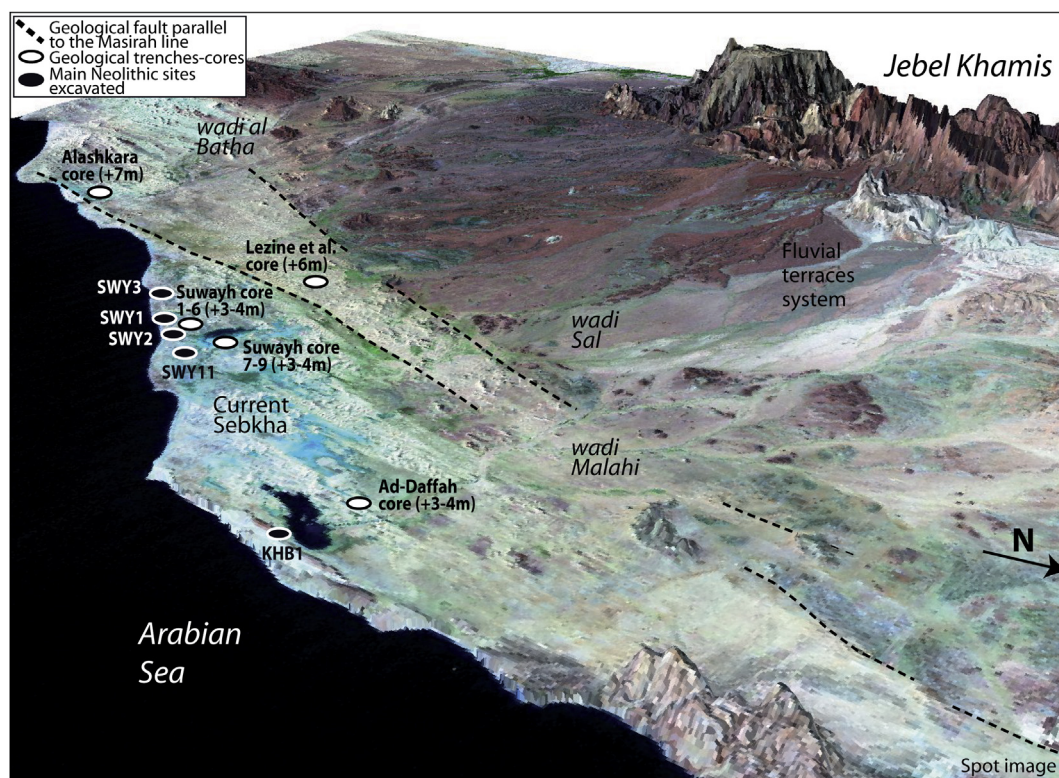 Geological fault parallel
to the Masirah line
Geological trenches-cores
Main Neolithic sites
excavated
Jebel Khamis
wadi al
Batha
Alashkara
core (+7m)
Lezine et al.
core (+6m)
Fluvial
terraces
system
SWY3
Suwayh core
1-6 (+3-4m)
SWY1
SWY2
wadi
Sal
Suwayh core
7-9 (+3-4m)
SWY11
Current
Sebkha
wadi
Malahi
Ad-Daffah
core (+3-4m)
KHB1
N
Arabian
Sea
Spot image